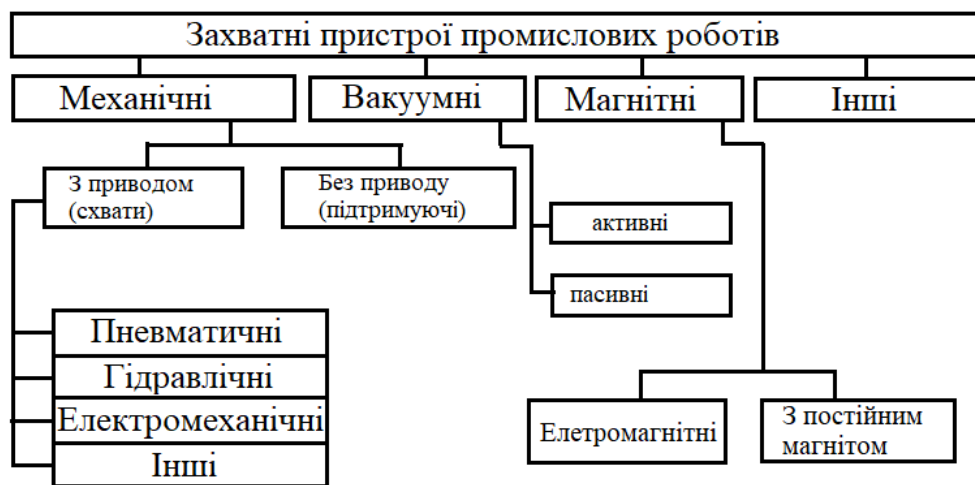 Захватні пристрої промислових роботів
Механічні
Вакуумні
Магнітні
Інші
З приводом
(схвати)
Без приводу
(підтримуючі)
активні
пасивні
Пневматичні
Гідравлічні
Електромеханічні
Інші
Елетромагнітні
З постійним
магнітом